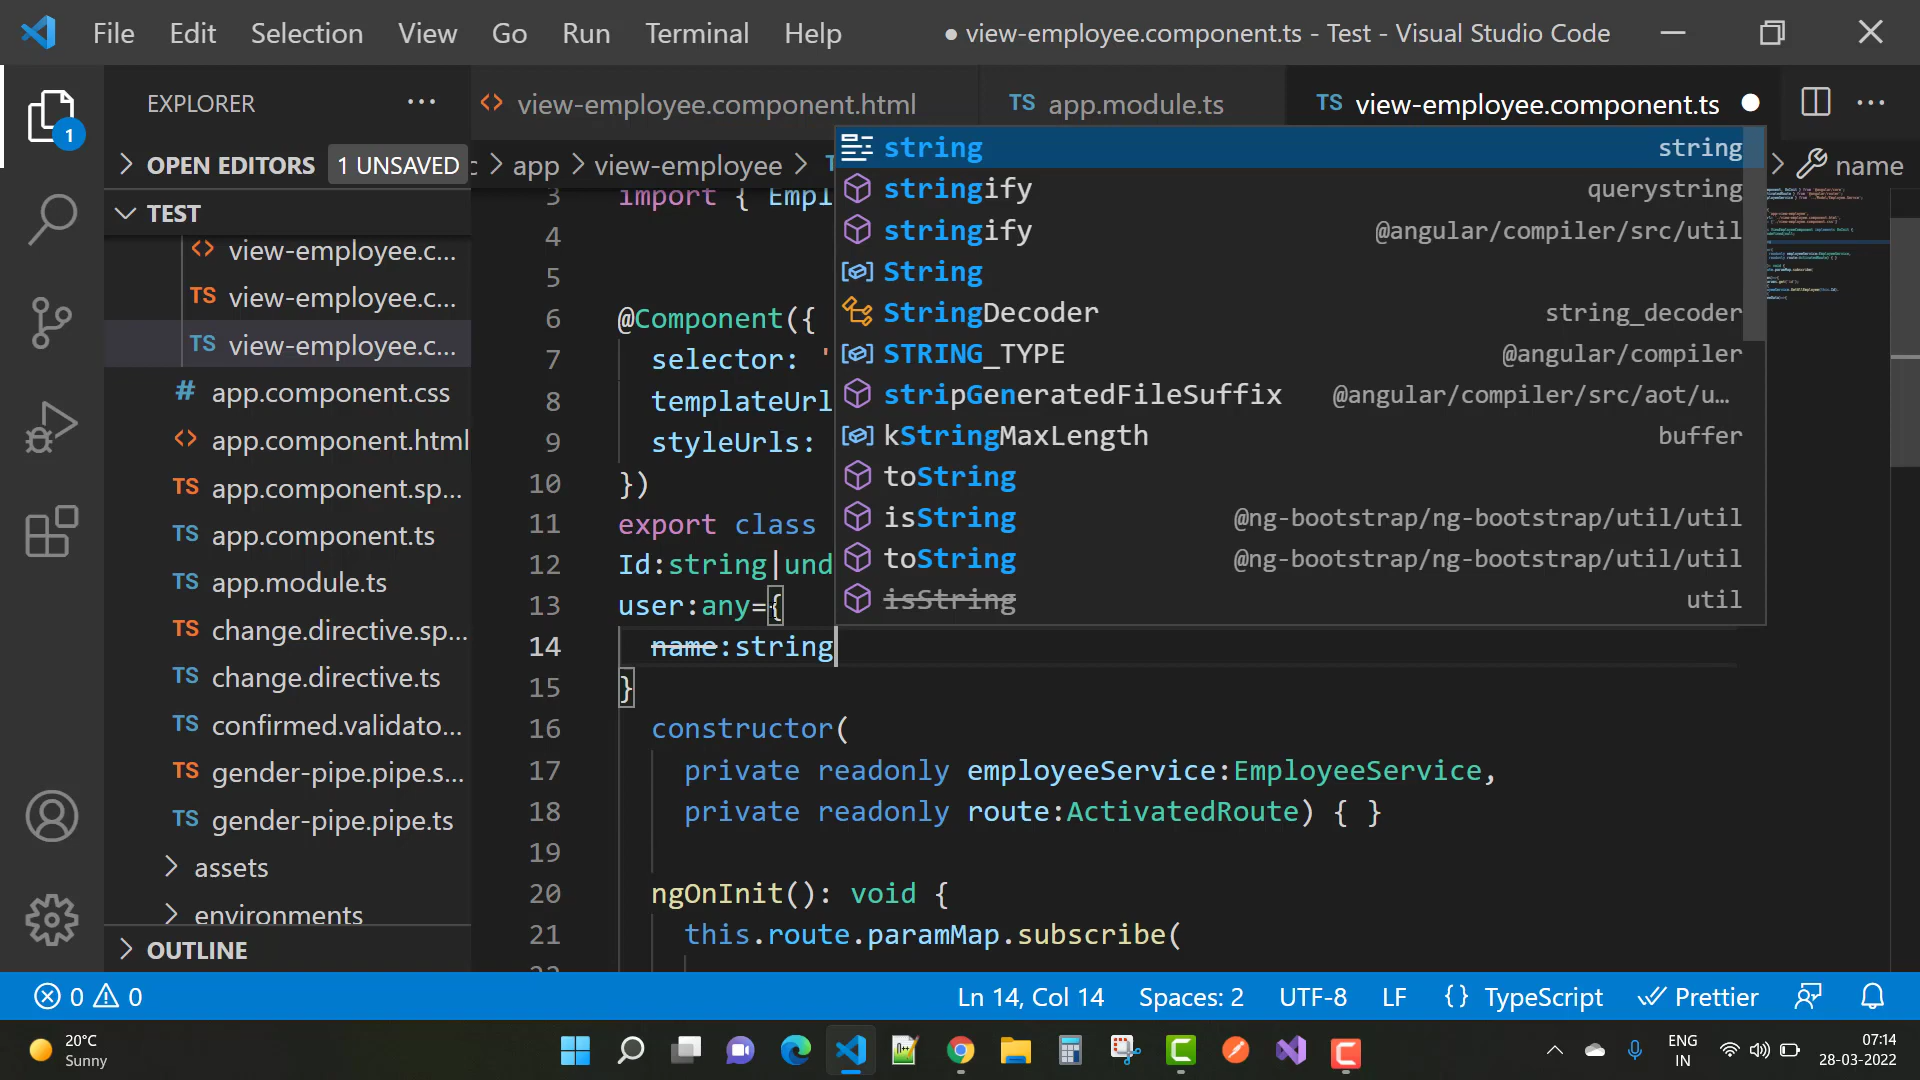 File Edit Selection View Go Run Terminal Help ● view-employee.component.ts - Test - Visual Studio Code
EXPLORER ...
<> view-employee.component.html TS app.module.ts TS view-employee.component.ts ● ...
1
OPEN EDITORS 1 UNSAVED
c > app > view-employee > T > name
TEST
<> view-employee.c...
TS view-employee.c...
TS view-employee.c...
# app.component.css
<> app.component.html
TS app.component.sp...
TS app.component.ts
TS app.module.ts
TS change.directive.sp...
TS change.directive.ts
TS confirmed.validato...
TS gender-pipe.pipe.s...
TS gender-pipe.pipe.ts
> assets
> environments
> OUTLINE
3 import { Empl
4
5
6 @Component({
7 selector: '
8 templateUrl
9 styleUrls:
10 })
11 export class
12 Id:string|und
13 user:any={
14 name:string
15 }
16 constructor(
17 private readonly employeeService:EmployeeService,
18 private readonly route:ActivatedRoute) { }
19
20 ngOnInit(): void {
21 this.route.paramMap.subscribe(
22
string string
stringify querystring
stringify @angular/compiler/src/util
String
StringDecoder string_decoder
STRING_TYPE @angular/compiler
stripGeneratedFileSuffix @angular/compiler/src/aot/u...
kStringMaxLength buffer
toString
isString @ng-bootstrap/ng-bootstrap/util/util
toString @ng-bootstrap/ng-bootstrap/util/util
isString util
0 0 Ln 14, Col 14 Spaces: 2 UTF-8 LF {} TypeScript Prettier
20°C
Sunny
ENG
IN
07:14
28-03-2022